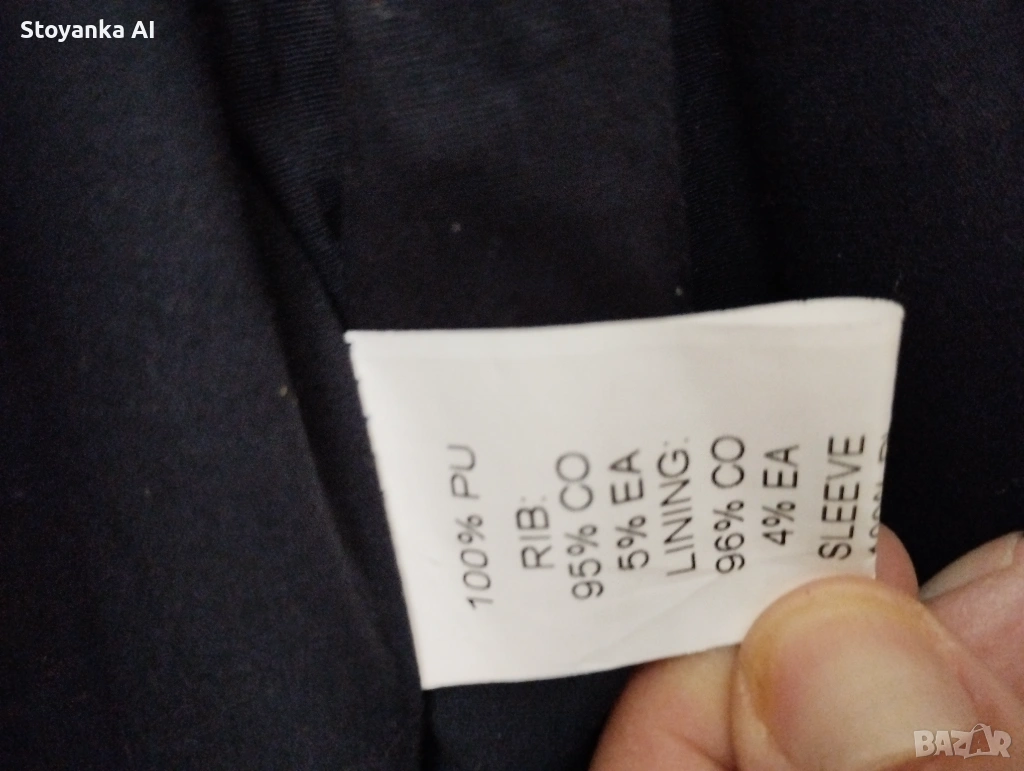 Stoyanka AI
100% PU
RIB:
95% CO
5% EA
LINING:
96% CO
4% EA
SLEEVE
BAZAR